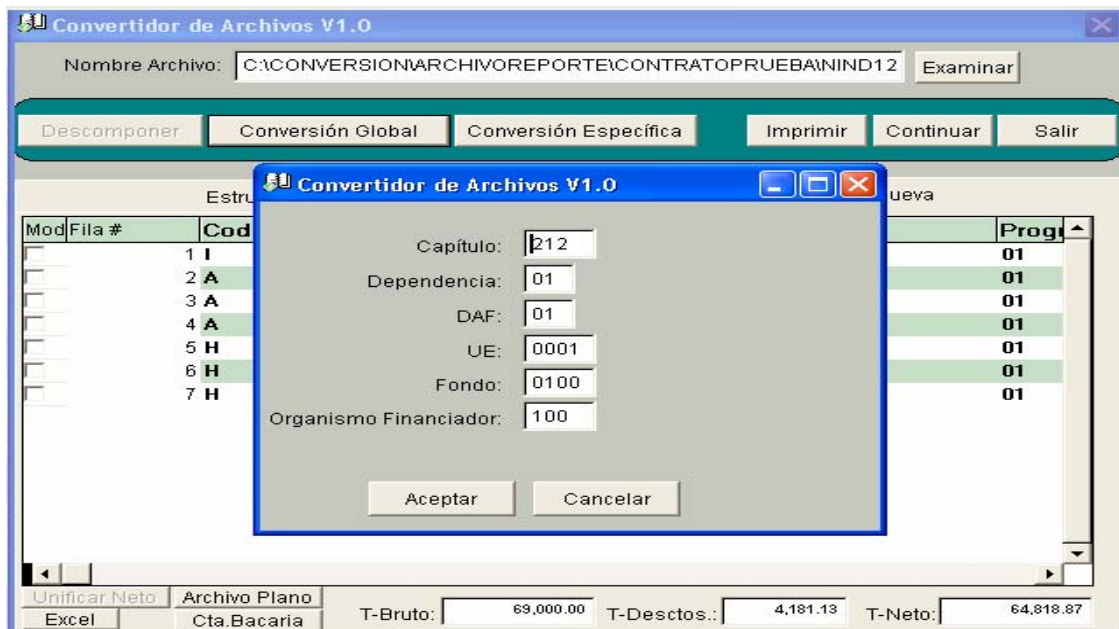 Convertidor de Archivos V1.0
Nombre Archivo: C:\CONVERSION\ARCHIVOREPORTE\CONTRATOPRUEBA\NIND12 Examinar
Descomponer Conversión Global Conversión Específica Imprimir Continuar Salir
Estru ueva
Convertidor de Archivos V1.0
Mod Fila # Cod Progr
1 I 01
2 A 01
3 A 01
4 A 01
5 H 01
6 H 01
7 H 01
Capítulo: 212
Dependencia: 01
DAF: 01
UE: 0001
Fondo: 0100
Organismo Financiador: 100
Aceptar Cancelar
Unificar Neto Archivo Plano
Excel Cta.Bacaria
T-Bruto: 69,000.00 T-Desctos.: 4,181.13 T-Neto: 64,818.87